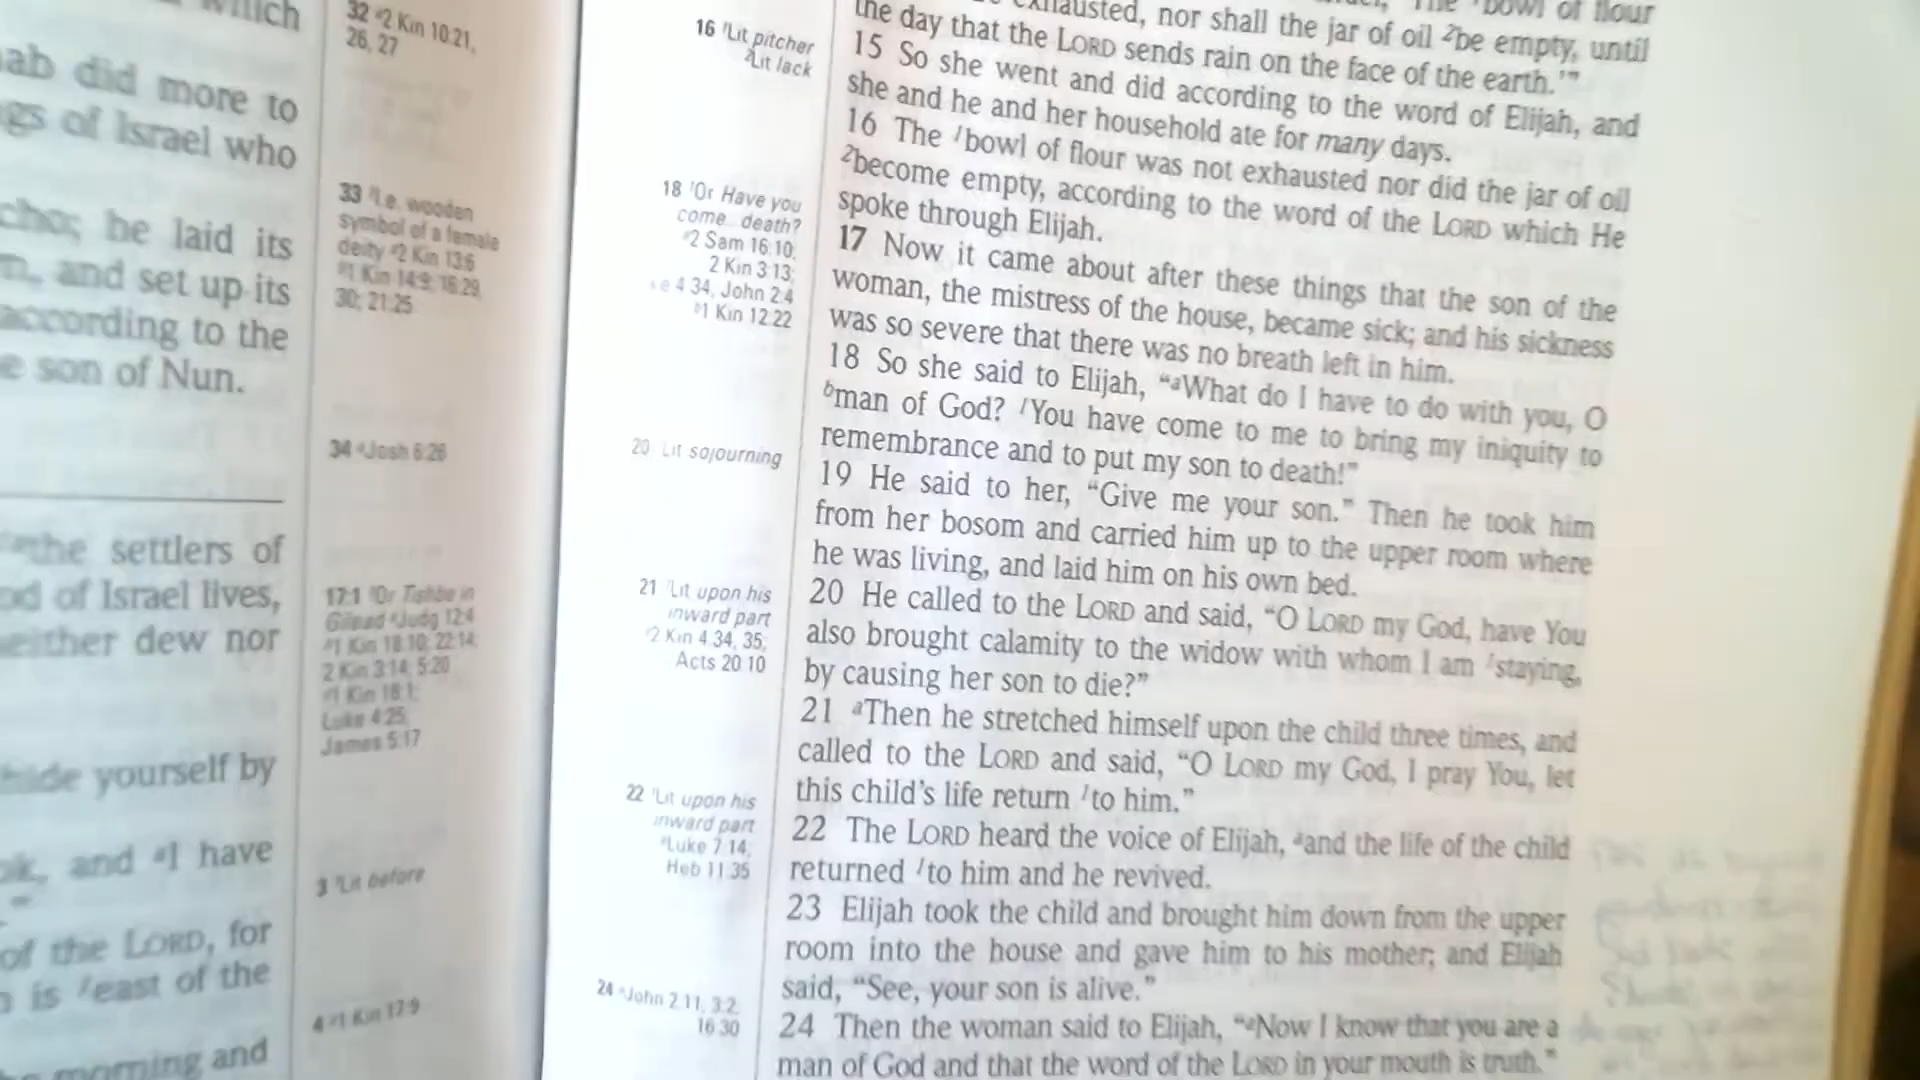 which
ab did more to
gs of Israel who
he laid its
and set up its
according to the
e son of Nun.
the settlers of
of Israel lives,
either dew nor
hide yourself by
and ᵃI have
of the LORD, for
is ¹east of the
morning and
32 ᵃ2 Kin 10:21,
26, 27
33 ¹I.e. wooden
symbol of a female
deity ᵃ2 Kin 13:6
ᵇ1 Kin 14:9; 16:29,
30; 21:25
34 ᵃJosh 6:26
17:1 ¹Or Tishbe in
Gilead ᵃJudg 12:4
ᵇ1 Kin 18:10; 22:14;
2 Kin 3:14; 5:20
ᶜ1 Kin 18:1;
Luke 4:25;
James 5:17
3 ¹Lit before
4 ᵃ1 Kin 17:9
16 ¹Lit pitcher
²Lit lack
18 ¹Or Have you
come...death?
ᵃ2 Sam 16:10;
2 Kin 3:13;
4:34; John 2:4
ᵇ1 Kin 12:22
20 ¹Lit sojourning
21 ¹Lit upon his
inward part
ᵃ2 Kin 4:34, 35;
Acts 20:10
22 ¹Lit upon his
inward part
ᵃLuke 7:14;
Heb 11:35
24 ᵃJohn 2:11; 3:2;
16:30
bowl of flour
exhausted, nor shall the jar of oil ²be empty, until
the day that the LORD sends rain on the face of the earth.'"
15 So she went and did according to the word of Elijah, and
she and he and her household ate for many days.
16 The ¹bowl of flour was not exhausted nor did the jar of oil
²become empty, according to the word of the LORD which He
spoke through Elijah.
17 Now it came about after these things that the son of the
woman, the mistress of the house, became sick; and his sickness
was so severe that there was no breath left in him.
18 So she said to Elijah, "ᵃWhat do I have to do with you, O
ᵇman of God? ¹You have come to me to bring my iniquity to
remembrance and to put my son to death!"
19 He said to her, "Give me your son." Then he took him
from her bosom and carried him up to the upper room where
he was living, and laid him on his own bed.
20 He called to the LORD and said, "O LORD my God, have You
also brought calamity to the widow with whom I am ¹staying,
by causing her son to die?"
21 ᵃThen he stretched himself upon the child three times, and
called to the LORD and said, "O LORD my God, I pray You, let
this child's life return ¹to him."
22 The LORD heard the voice of Elijah, ᵃand the life of the child
returned ¹to him and he revived.
23 Elijah took the child and brought him down from the upper
room into the house and gave him to his mother; and Elijah
said, "See, your son is alive."
24 Then the woman said to Elijah, "ᵃNow I know that you are a
man of God and that the word of the LORD in your mouth is truth."